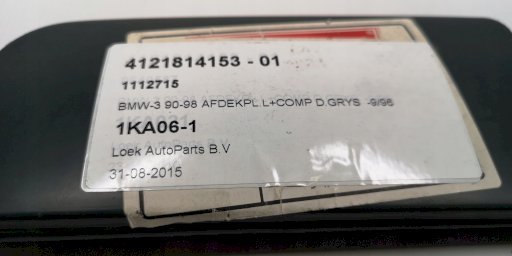 4121814153 - 01
1112715
BMW-3 90-98 AFDEKPL L+COMP D.GRYS -9/96
1KA06-1
Loek AutoParts B.V
31-08-2015